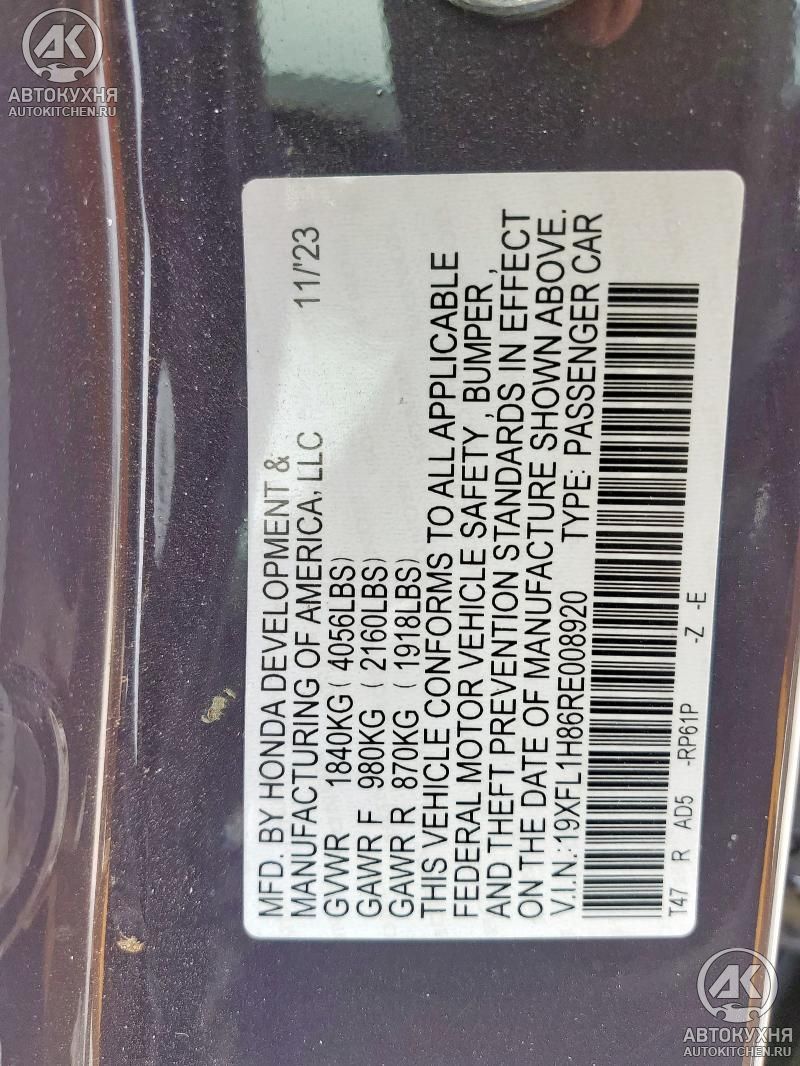 AK
АВТОКУХНЯ
AUTOKITCHEN.RU
MFD. BY HONDA DEVELOPMENT &
MANUFACTURING OF AMERICA, LLC 11/'23
GVWR 1840KG ( 4056LBS)
GAWR F 980KG ( 2160LBS)
GAWR R 870KG ( 1918LBS)
THIS VEHICLE CONFORMS TO ALL APPLICABLE
FEDERAL MOTOR VEHICLE SAFETY , BUMPER ,
AND THEFT PREVENTION STANDARDS IN EFFECT
ON THE DATE OF MANUFACTURE SHOWN ABOVE.
V.I.N.:19XFL1H86RE008920 TYPE: PASSENGER CAR
T47 R AD5 -RP61P -Z -E
AK
АВТОКУХНЯ
AUTOKITCHEN.RU